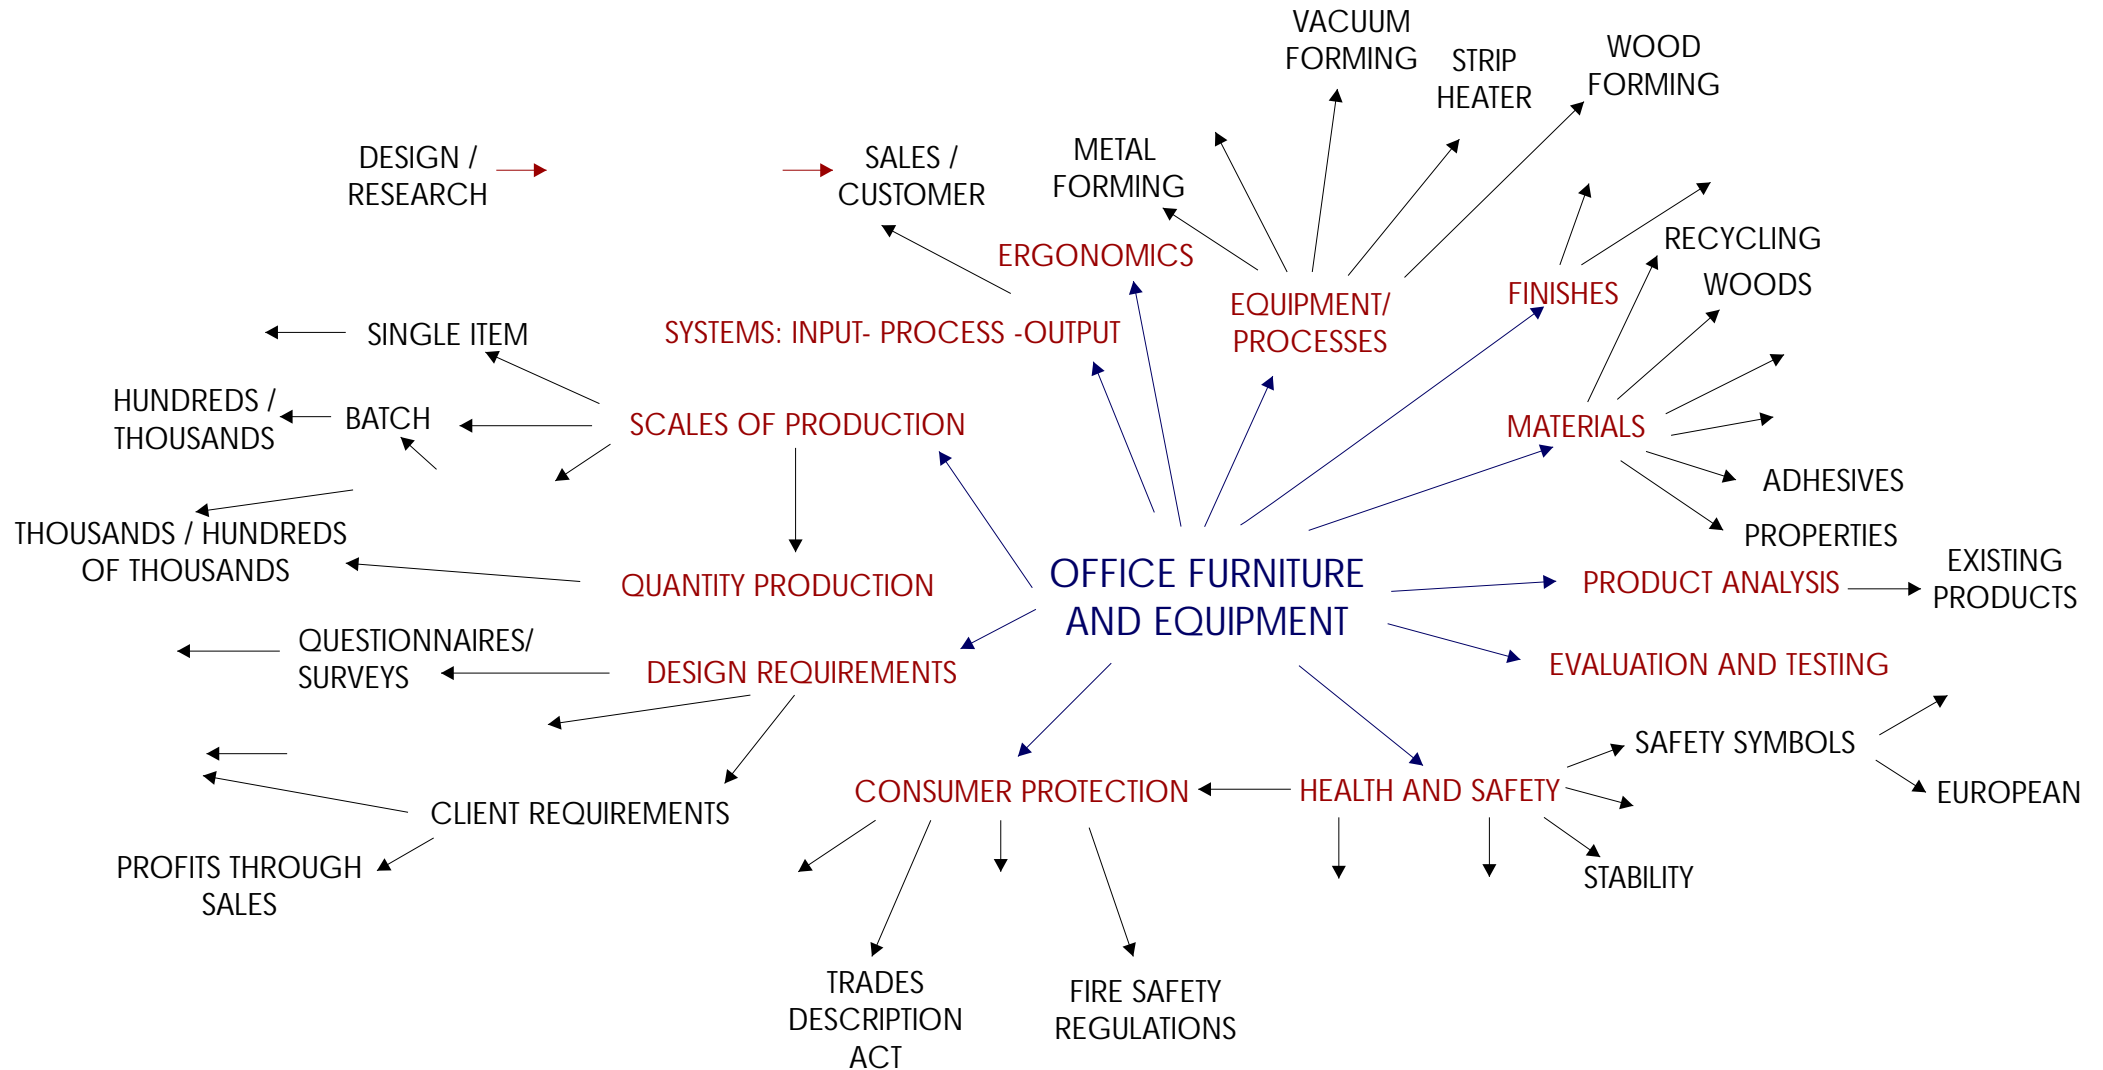 VACUUM
FORMING
STRIP
HEATER
WOOD
FORMING
DESIGN /
RESEARCH
SALES /
CUSTOMER
METAL
FORMING
ERGONOMICS
RECYCLING
WOODS
FINISHES
EQUIPMENT/
PROCESSES
SYSTEMS: INPUT- PROCESS -OUTPUT
SINGLE ITEM
HUNDREDS /
THOUSANDS
BATCH
SCALES OF PRODUCTION
MATERIALS
ADHESIVES
PROPERTIES
THOUSANDS / HUNDREDS
OF THOUSANDS
QUANTITY PRODUCTION
OFFICE FURNITURE
AND EQUIPMENT
PRODUCT ANALYSIS
EXISTING
PRODUCTS
QUESTIONNAIRES/
SURVEYS
DESIGN REQUIREMENTS
EVALUATION AND TESTING
SAFETY SYMBOLS
EUROPEAN
CONSUMER PROTECTION
HEALTH AND SAFETY
CLIENT REQUIREMENTS
PROFITS THROUGH
SALES
STABILITY
TRADES
DESCRIPTION
ACT
FIRE SAFETY
REGULATIONS